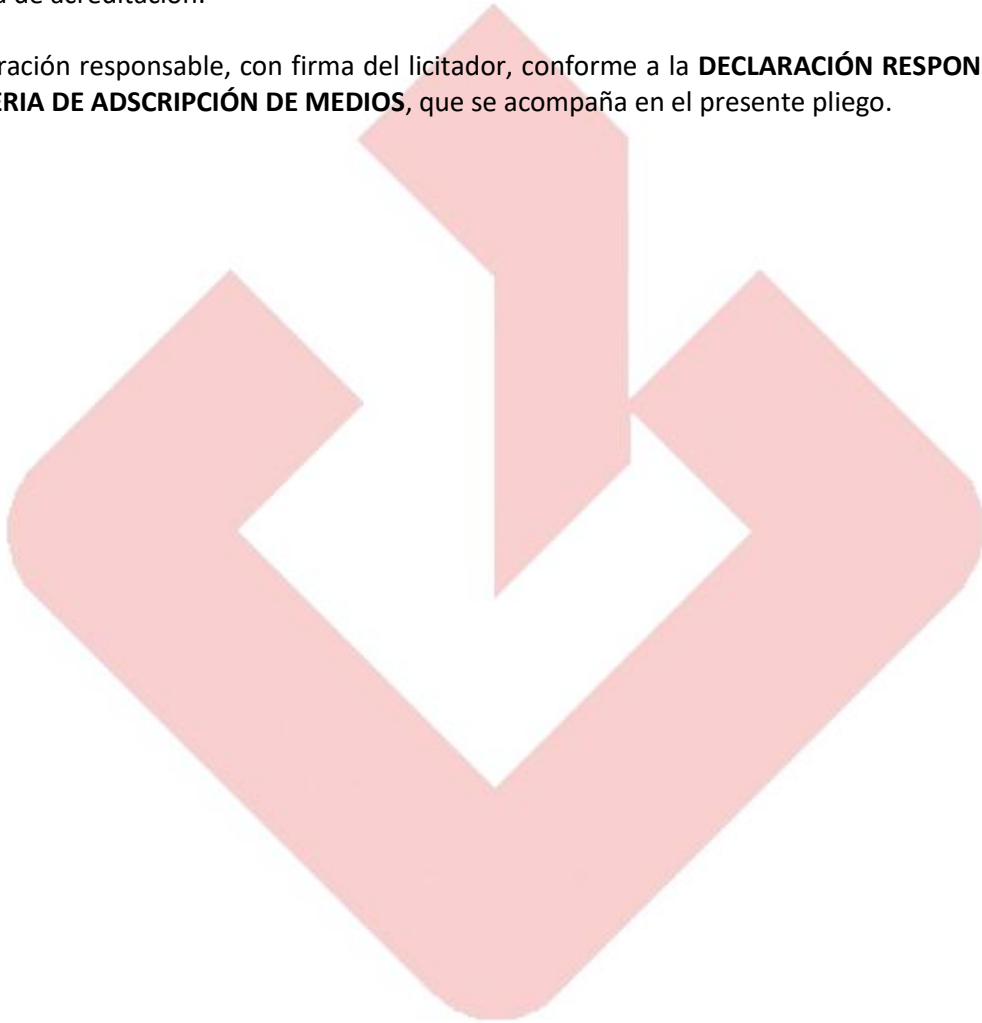 a de acreditación.
ración responsable, con firma del licitador, conforme a la DECLARACIÓN RESPON
ERIA DE ADSCRIPCIÓN DE MEDIOS, que se acompaña en el presente pliego.